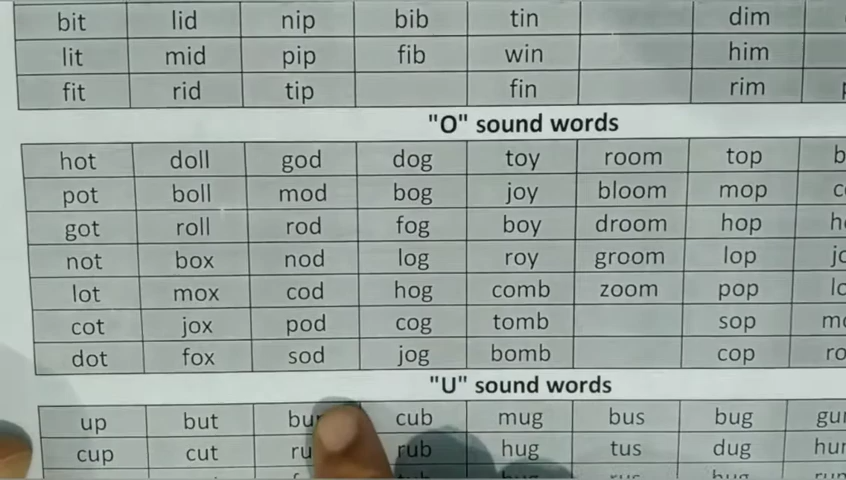 bit lid nip bib tin dim
lit mid pip fib win him
fit rid tip fin rim
"O" sound words
hot doll god dog toy room top
pot boll mod bog joy bloom mop
got roll rod fog boy droom hop
not box nod log roy groom lop
lot mox cod hog comb zoom pop
cot jox pod cog tomb sop
dot fox sod jog bomb cop
"U" sound words
up but cub mug bus bug
cup cut rub hug tus dug